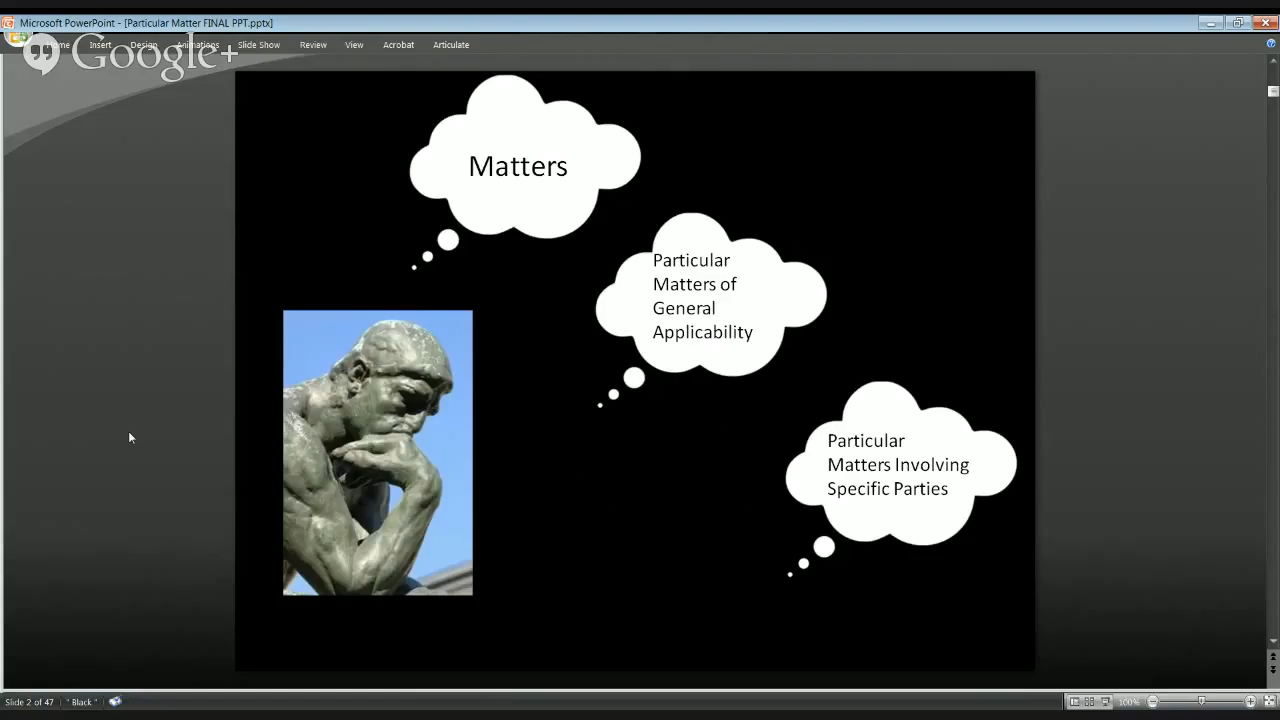 Microsoft PowerPoint - [Particular Matter FINAL PPT.pptx]
Home Insert Design Animations Slide Show Review View Acrobat Articulate
Google+
Matters
Particular
Matters of
General
Applicability
Particular
Matters Involving
Specific Parties
Slide 2 of 47 "Black" 100%